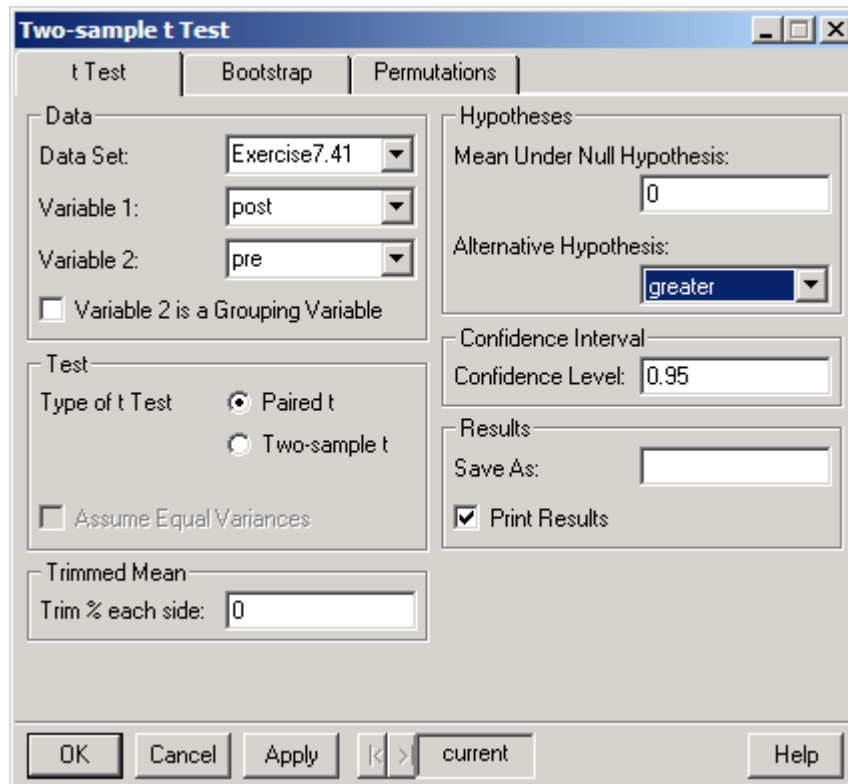 Two-sample t Test
t Test
Bootstrap
Permutations
Data
Data Set:
Exercise7.41
Variable 1:
post
Variable 2:
pre
Variable 2 is a Grouping Variable
Test
Type of t Test
Paired t
Two-sample t
Assume Equal Variances
Trimmed Mean
Trim % each side:
0
Hypotheses
Mean Under Null Hypothesis:
0
Alternative Hypothesis:
greater
Confidence Interval
Confidence Level:
0.95
Results
Save As:
Print Results
OK
Cancel
Apply
current
Help